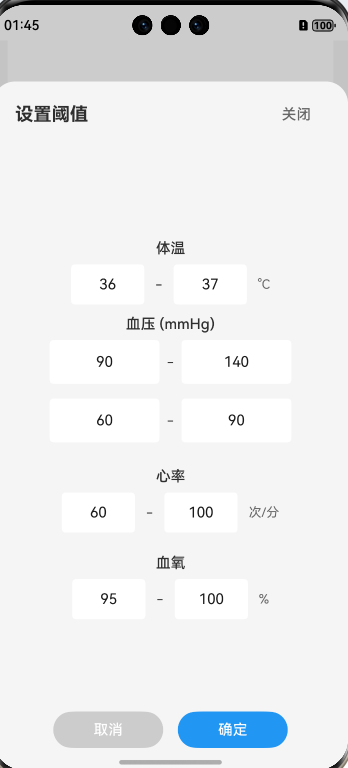 01:45
100
设置阈值
关闭
体温
36 - 37 ℃
血压 (mmHg)
90 - 140
60 - 90
心率
60 - 100 次/分
血氧
95 - 100 %
取消 确定